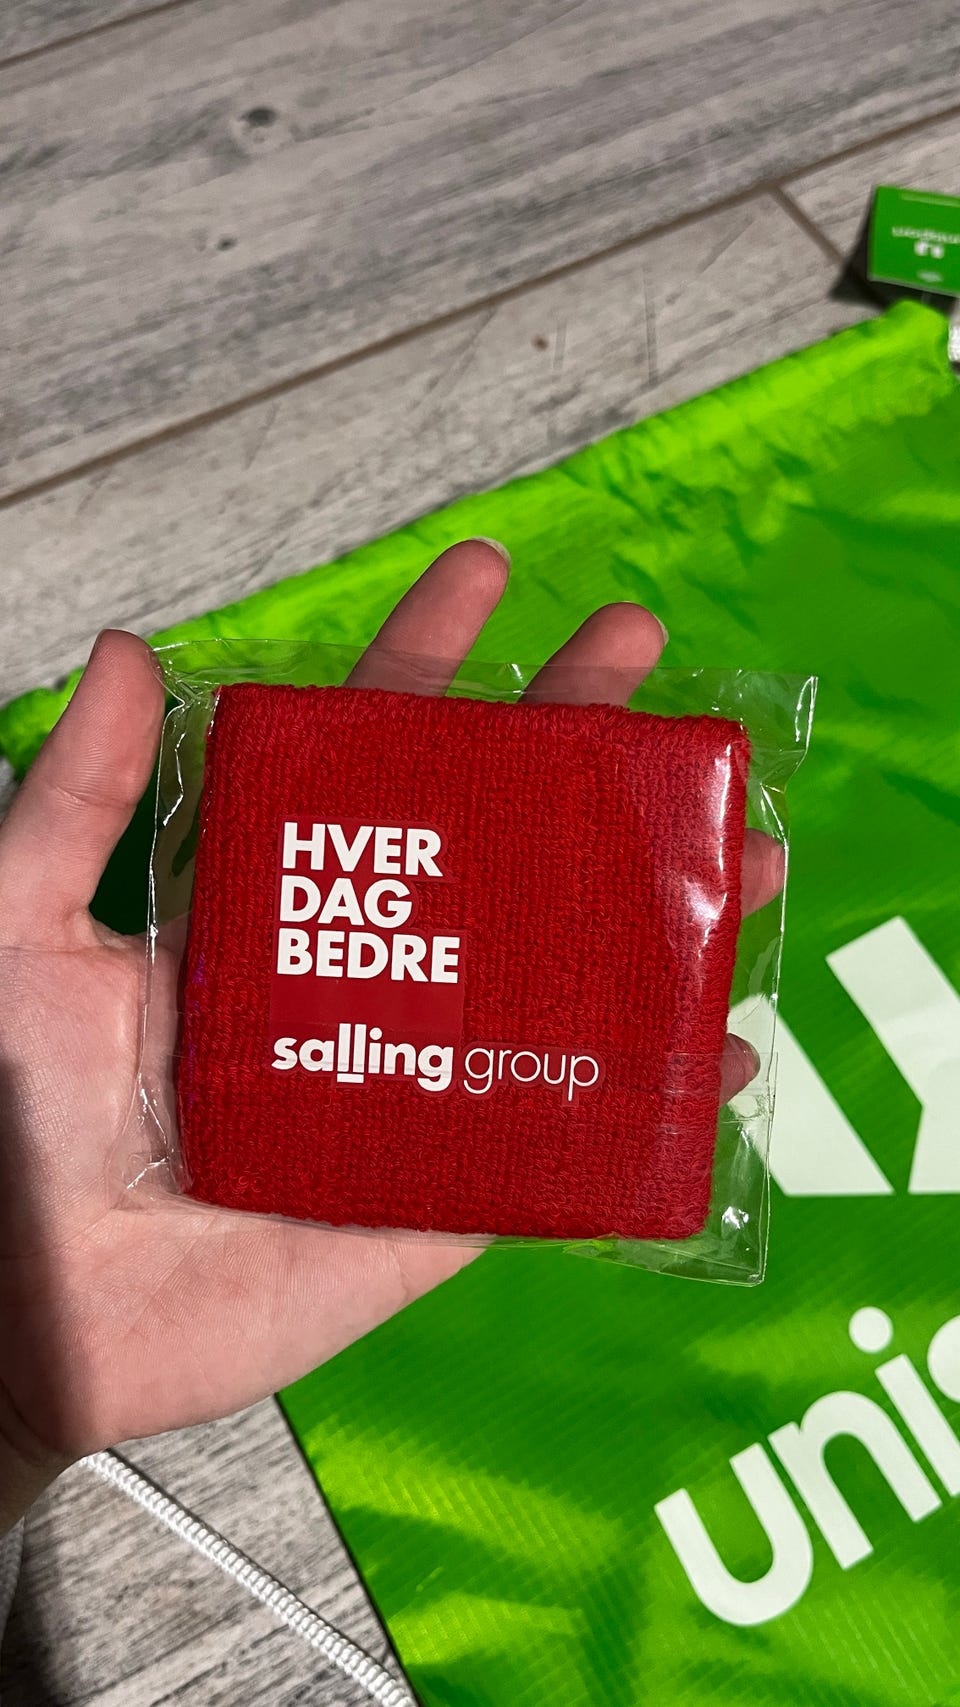 HVER
DAG
BEDRE
salling group